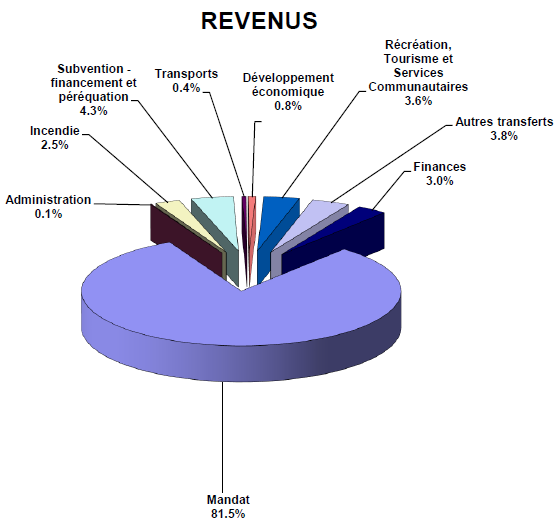 REVENUS
Récréation,
Tourisme et
Services
Communautaires
3.6%
Subvention -
financement et
péréquation
4.3%
Transports
0.4%
Développement
économique
0.8%
Autres transferts
3.8%
Incendie
2.5%
Finances
3.0%
Administration
0.1%
Mandat
81.5%